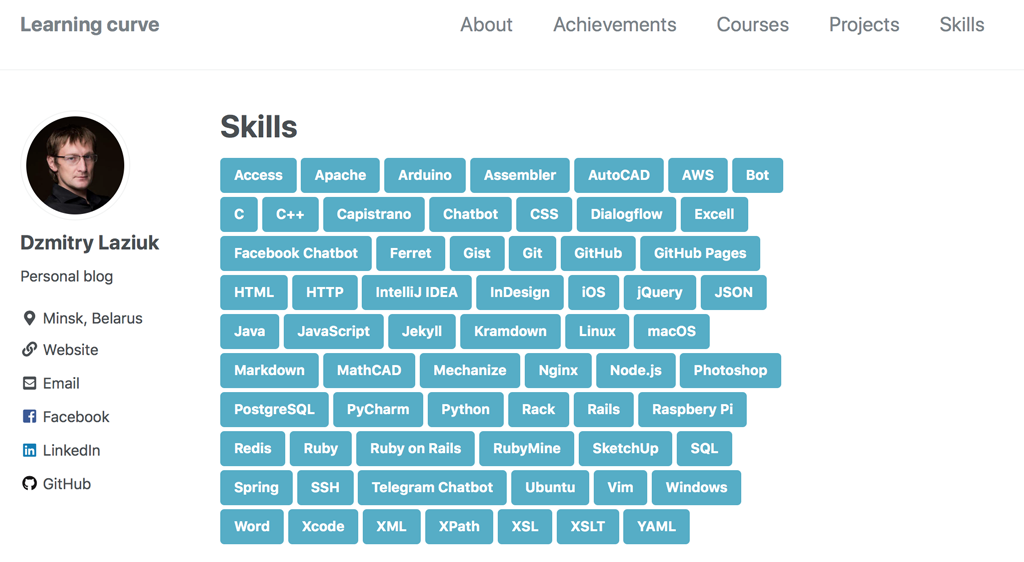 Learning curve About Achievements Courses Projects Skills
Dzmitry Laziuk
Personal blog
Minsk, Belarus
Website
Email
Facebook
LinkedIn
GitHub
Skills
Access Apache Arduino Assembler AutoCAD AWS Bot
C C++ Capistrano Chatbot CSS Dialogflow Excell
Facebook Chatbot Ferret Gist Git GitHub GitHub Pages
HTML HTTP IntelliJ IDEA InDesign iOS jQuery JSON
Java JavaScript Jekyll Kramdown Linux macOS
Markdown MathCAD Mechanize Nginx Node.js Photoshop
PostgreSQL PyCharm Python Rack Rails Raspbery Pi
Redis Ruby Ruby on Rails RubyMine SketchUp SQL
Spring SSH Telegram Chatbot Ubuntu Vim Windows
Word Xcode XML XPath XSL XSLT YAML